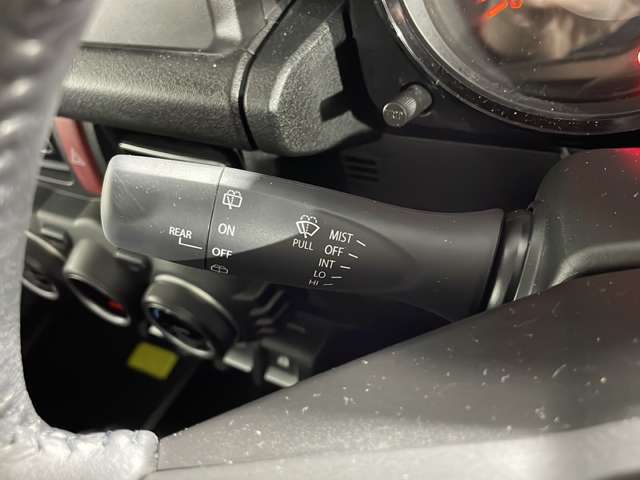 REAR
ON
OFF
PULL
MIST
OFF
INT
LO
HI